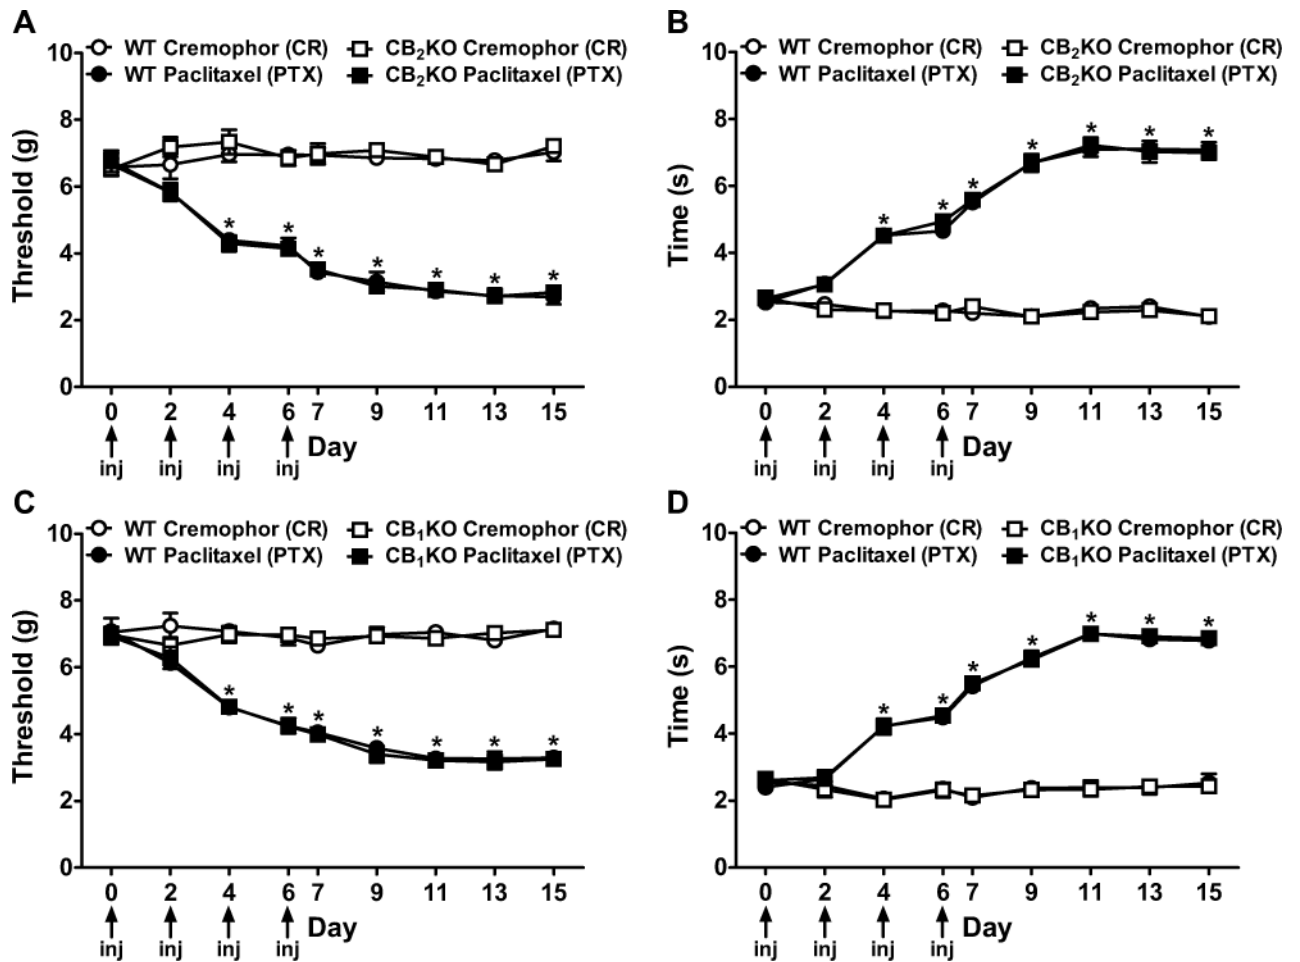 A
WT Cremophor (CR) CB₂KO Cremophor (CR)
WT Paclitaxel (PTX) CB₂KO Paclitaxel (PTX)
Threshold (g)
10
8
6
4
2
0
* * * * * * *
0 2 4 6 7 9 11 13 15
inj inj inj inj
Day
B
WT Cremophor (CR) CB₂KO Cremophor (CR)
WT Paclitaxel (PTX) CB₂KO Paclitaxel (PTX)
Time (s)
10
8
6
4
2
0
* * * * * * *
0 2 4 6 7 9 11 13 15
inj inj inj inj
Day
C
WT Cremophor (CR) CB₁KO Cremophor (CR)
WT Paclitaxel (PTX) CB₁KO Paclitaxel (PTX)
Threshold (g)
10
8
6
4
2
0
* * * * * * *
0 2 4 6 7 9 11 13 15
inj inj inj inj
Day
D
WT Cremophor (CR) CB₁KO Cremophor (CR)
WT Paclitaxel (PTX) CB₁KO Paclitaxel (PTX)
Time (s)
10
8
6
4
2
0
* * * * * * *
0 2 4 6 7 9 11 13 15
inj inj inj inj
Day